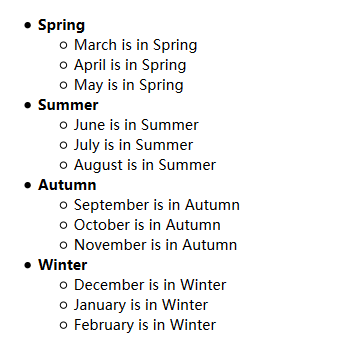 Spring
March is in Spring
April is in Spring
May is in Spring
Summer
June is in Summer
July is in Summer
August is in Summer
Autumn
September is in Autumn
October is in Autumn
November is in Autumn
Winter
December is in Winter
January is in Winter
February is in Winter